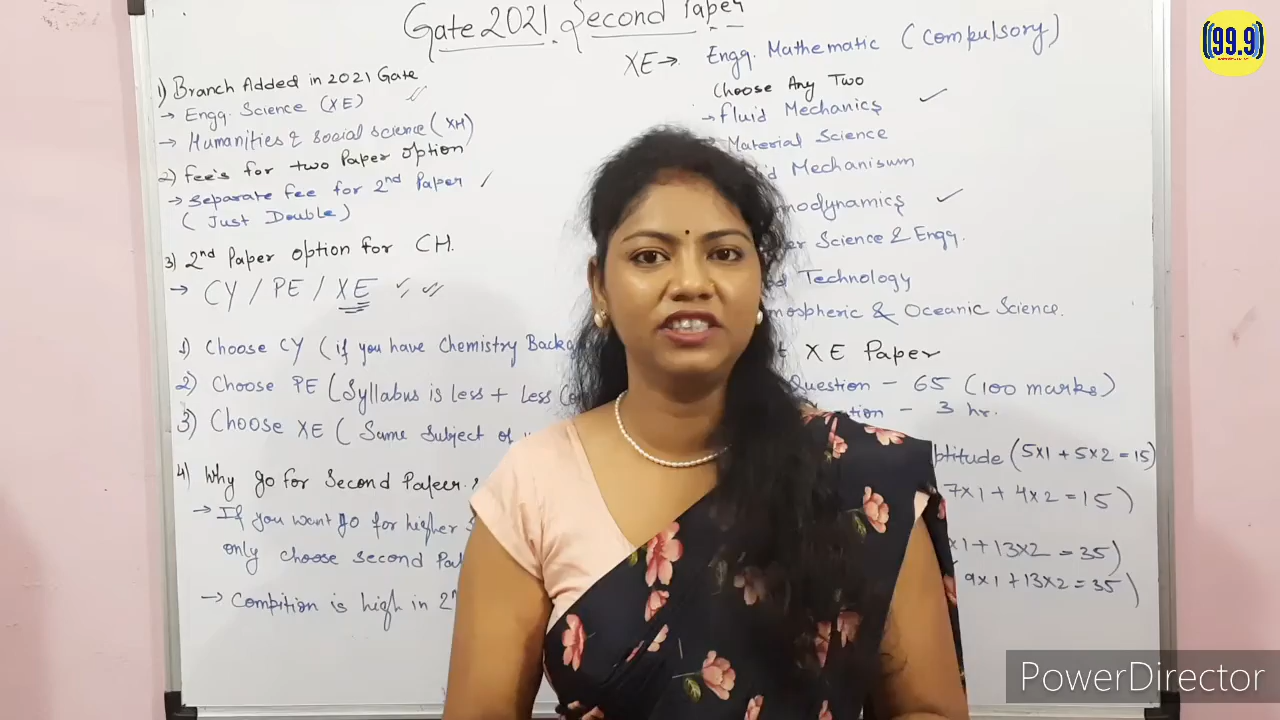 Gate 2021 Second Paper
1) Branch Added in 2021 Gate
→ Engg. Science (XE)
→ Humanities & social science (XH)
2) Fee's for two Paper option
→ Separate fee for 2nd Paper
(Just Double)
3) 2nd Paper option for CH.
→ CY / PE / XE
1) Choose CY (if you have Chemistry
2) Choose PE (Syllabus is Less + Less
3) Choose XE (Same Subject of
4) Why go for Second Papeer
→ If you want go for higher
only choose second
→ Compition is high in
XE → Engg. Mathematic (Compulsory)
Choose Any Two
→ fluid Mechanics
Material Science
Mechanisum
Science & Engg.
Technology
& Oceanic Science.
XE Paper
Question - 65 (100 marks)
- 3 hr.
(5x1 + 5x2 = 15)
7x1 + 4x2 = 15)
x1 + 13x2 = 35)
9x1 + 13x2 = 35)
99.9
PowerDirector